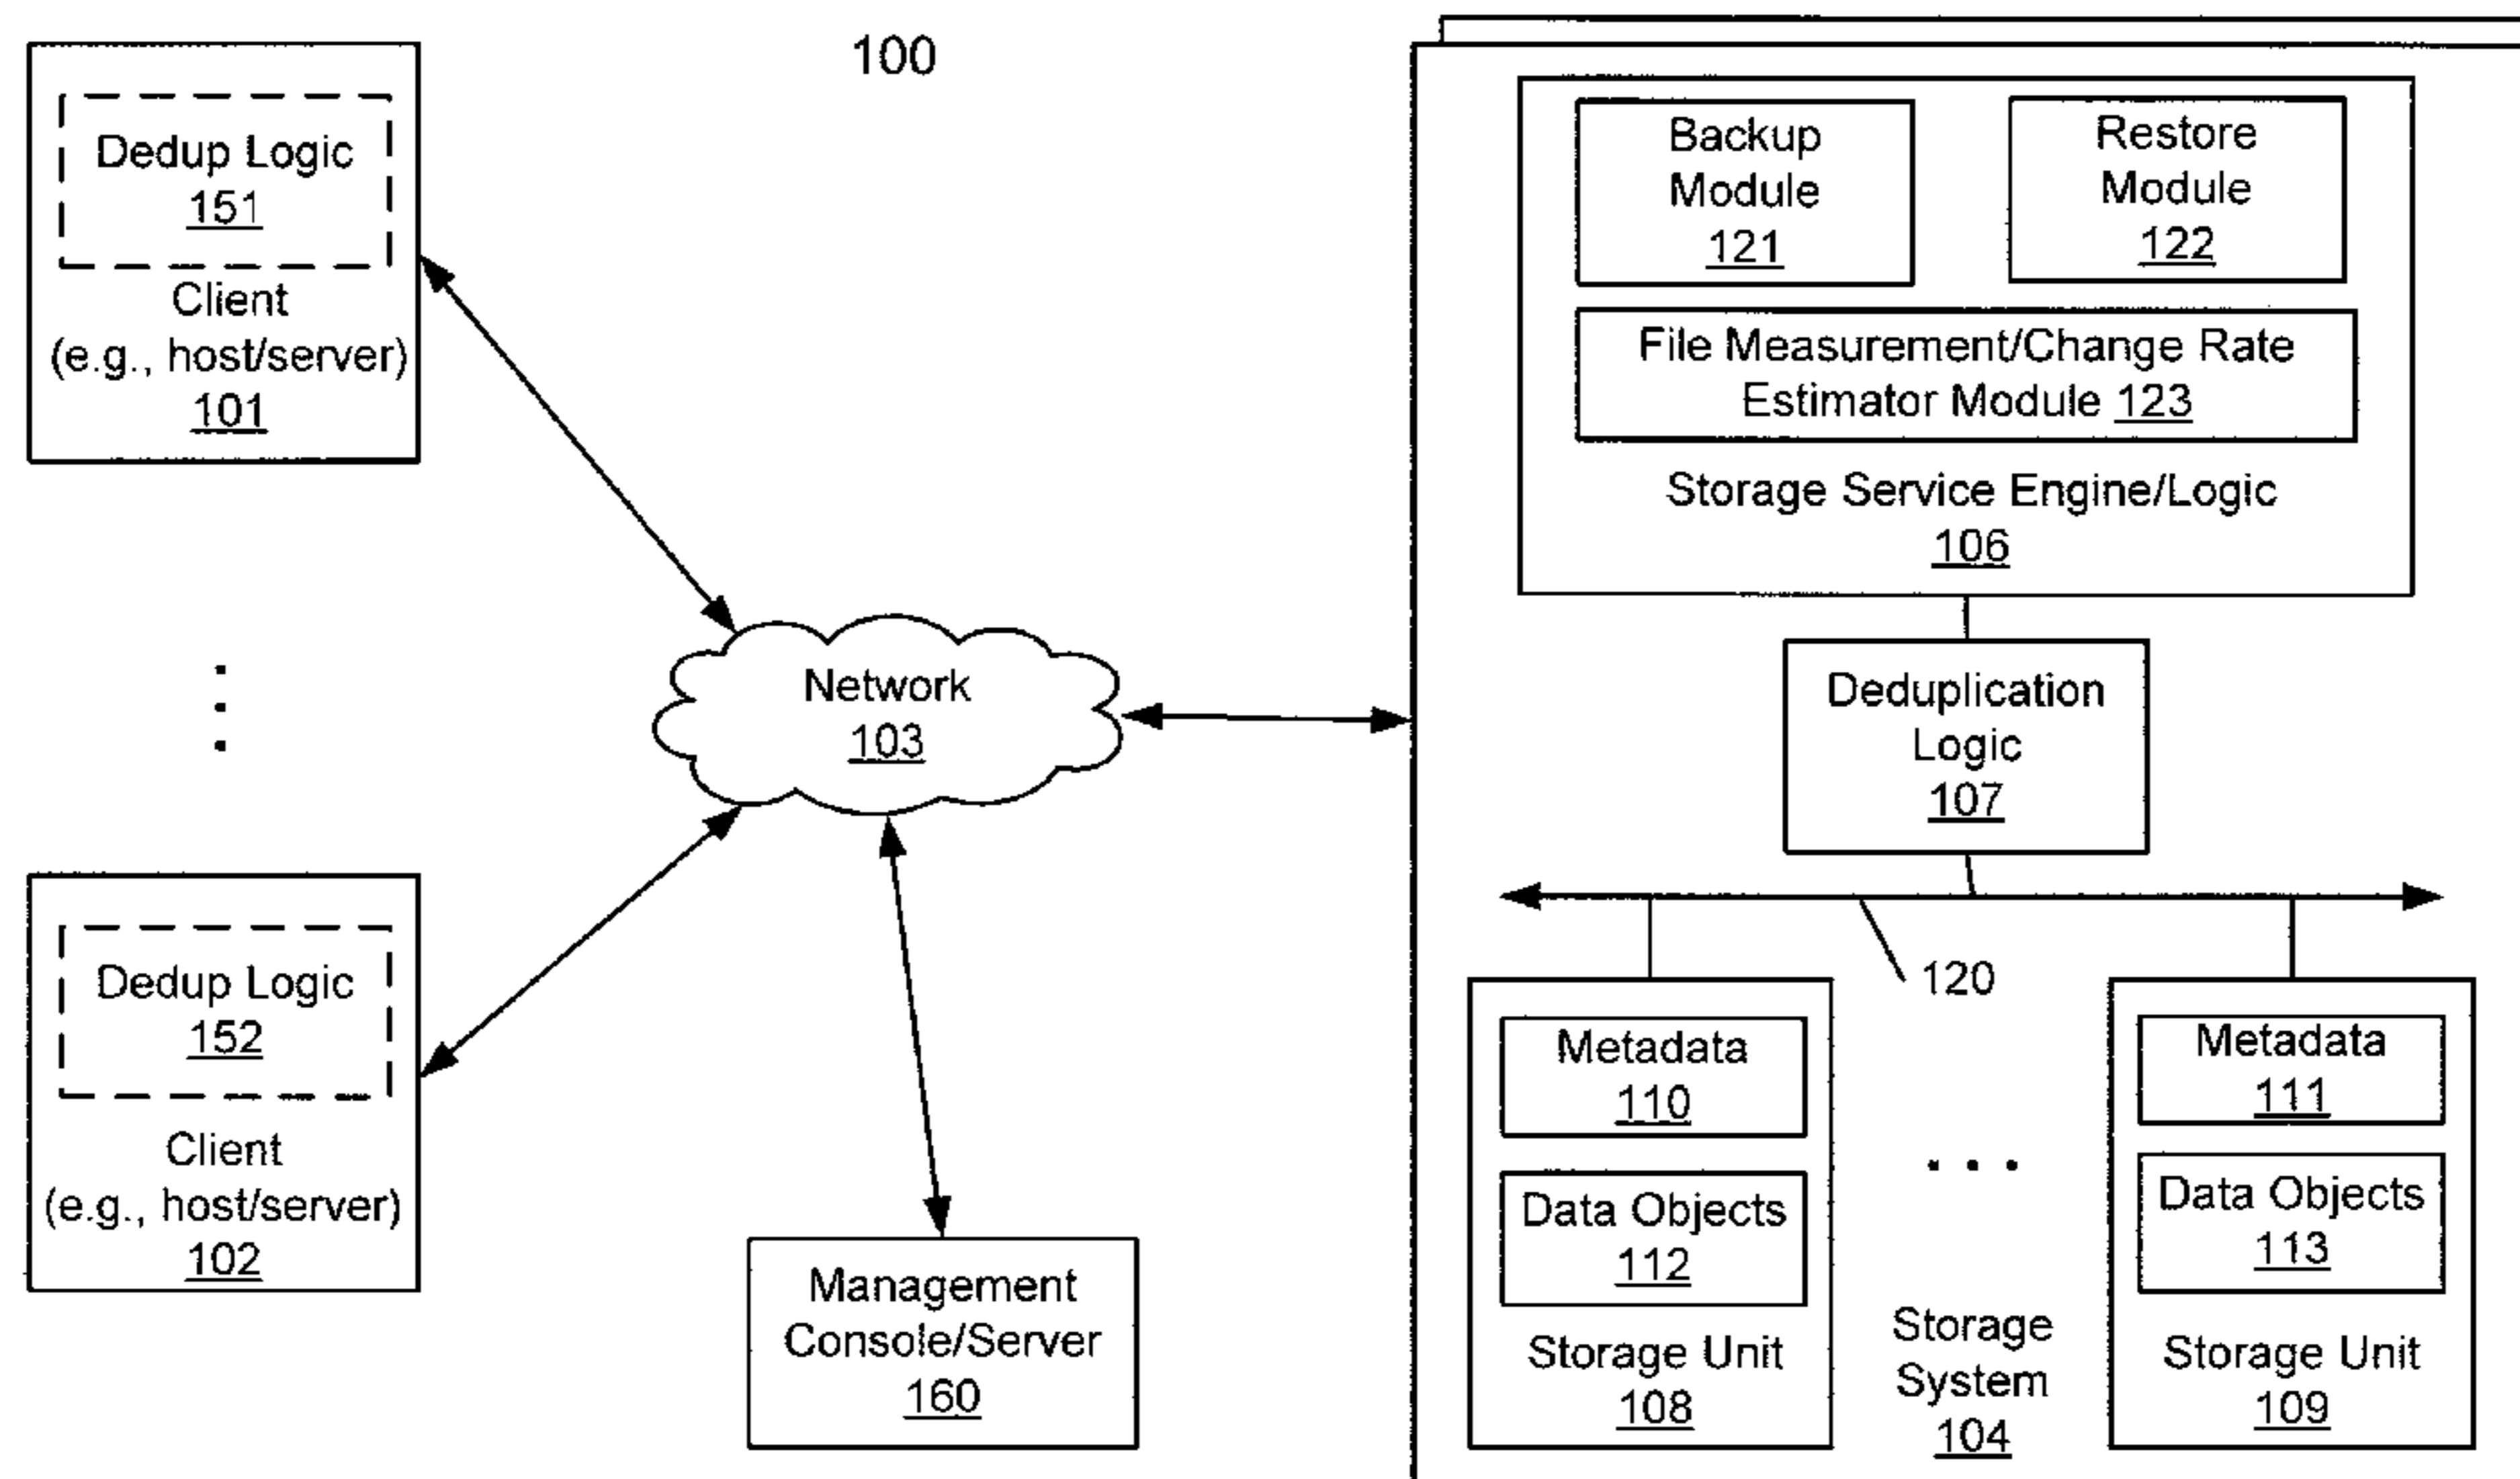 100
Dedup Logic
151
Client
(e.g., host/server)
101
Dedup Logic
152
Client
(e.g., host/server)
102
Network
103
Management
Console/Server
160
Backup
Module
121
Restore
Module
122
File Measurement/Change Rate
Estimator Module 123
Storage Service Engine/Logic
106
Deduplication
Logic
107
120
Metadata
110
Data Objects
112
Storage Unit
108
Storage
System
104
Metadata
111
Data Objects
113
Storage Unit
109